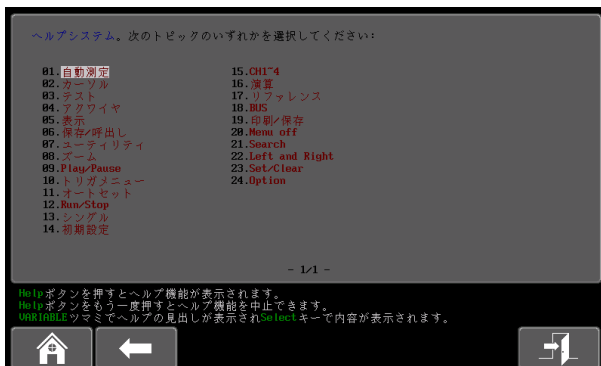 ヘルプシステム。次のトピックのいずれかを選択してください:
01.自動測定
02.カーソル
03.テスト
04.アクワイヤ
05.表示
06.保存/呼出し
07.ユーティリティ
08.ズーム
09.Play/Pause
10.トリガメニュー
11.オートセット
12.Run/Stop
13.シングル
14.初期設定
15.CH1~4
16.演算
17.リファレンス
18.BUS
19.印刷/保存
20.Menu off
21.Search
22.Left and Right
23.Set/Clear
24.Option
- 1/1 -
Helpボタンを押すとヘルプ機能が表示されます。
Helpボタンをもう一度押すとヘルプ機能を中止できます。
VARIABLEツマミでヘルプの見出しが表示されSelectキーで内容が表示されます。